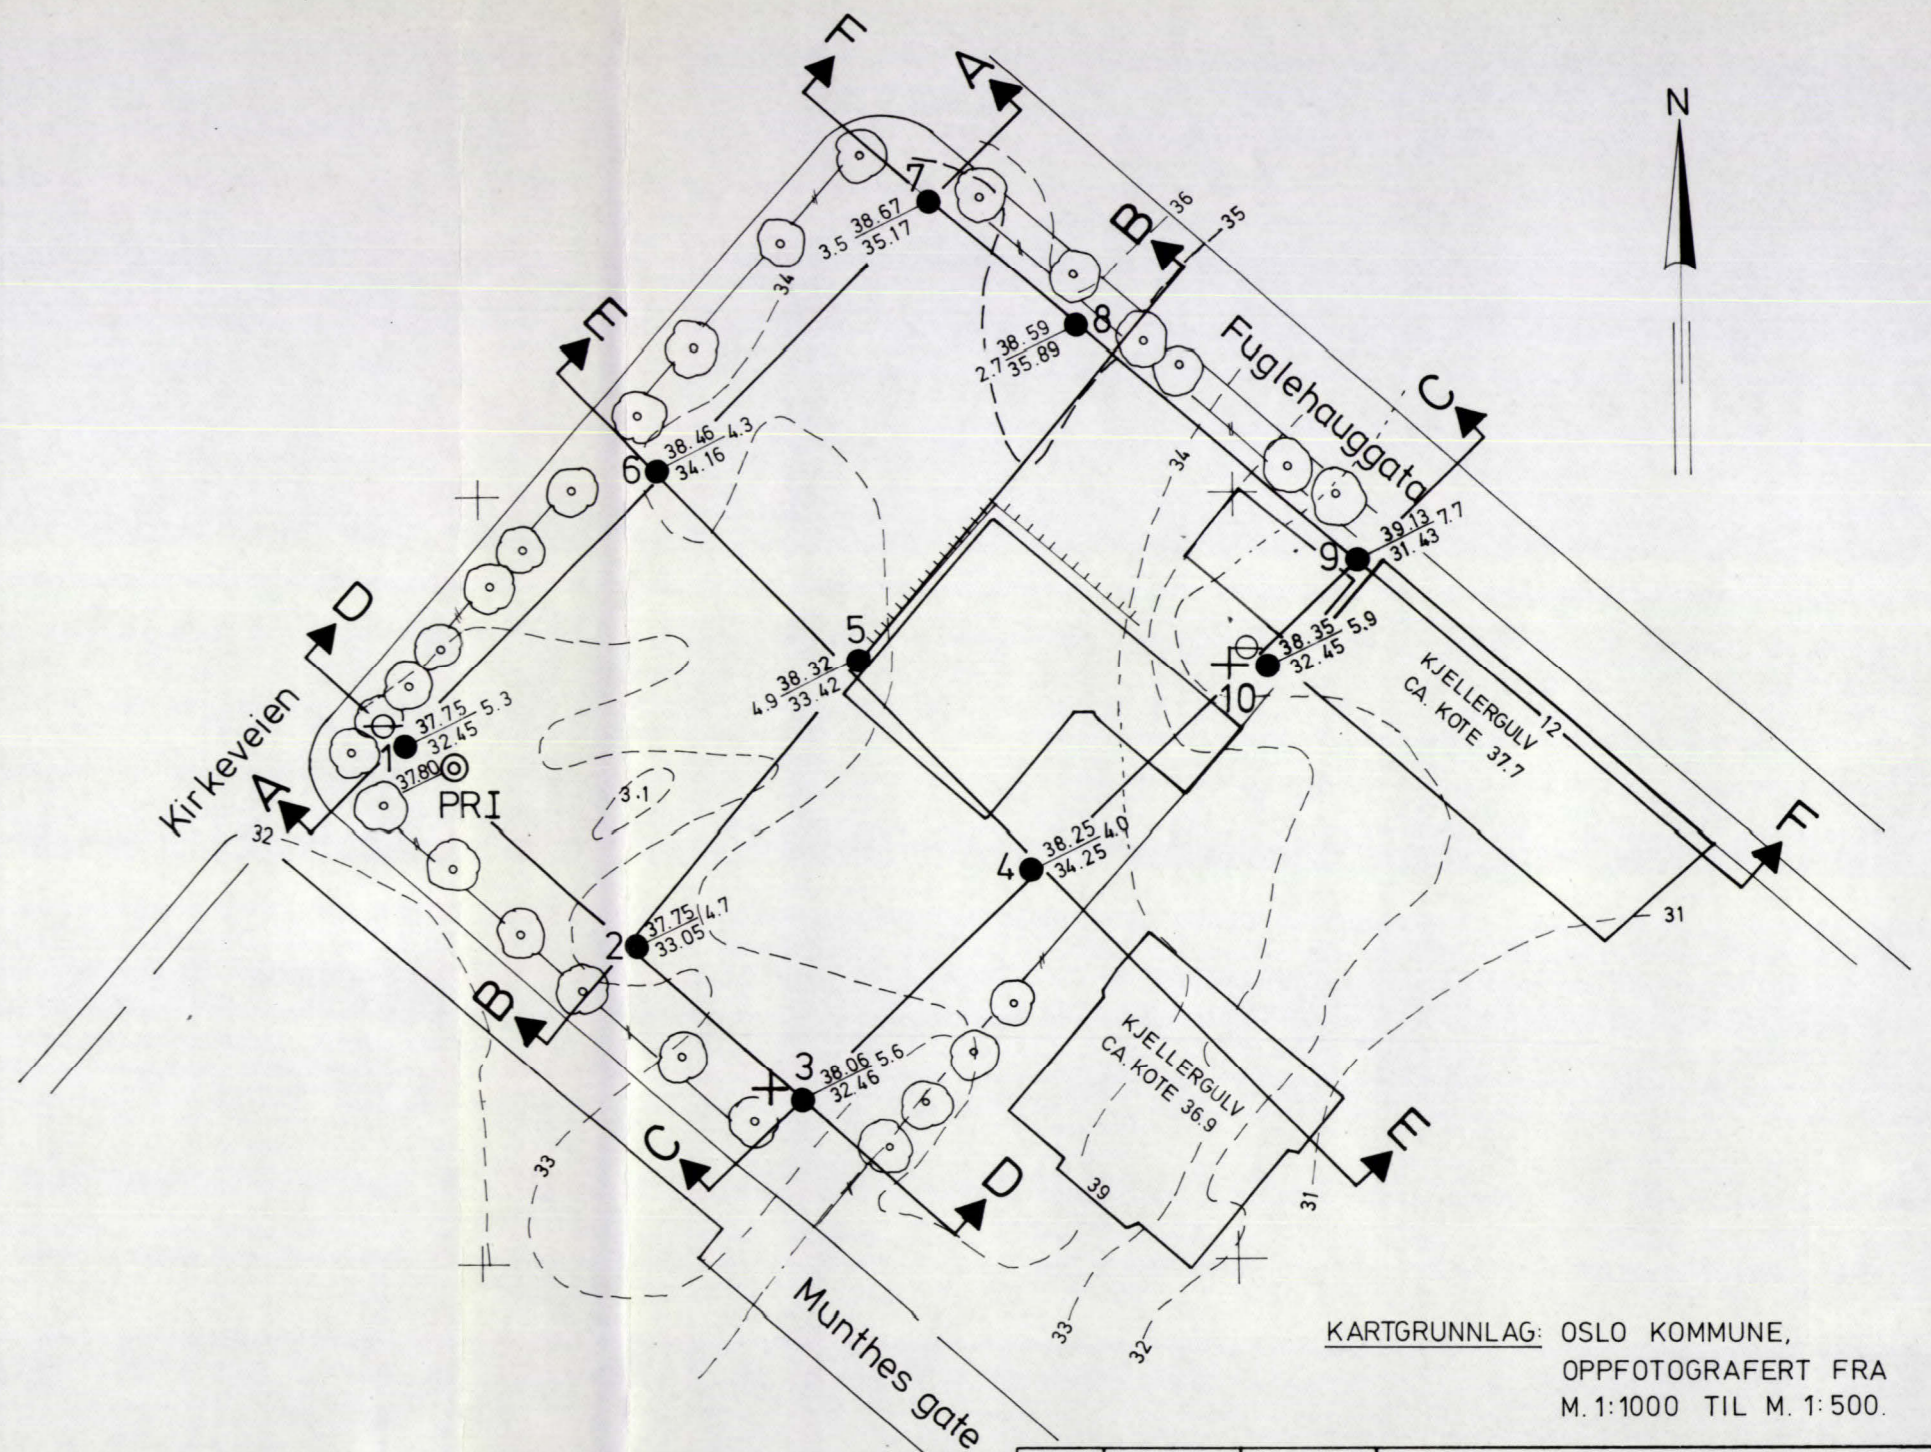 F
A
N
7
38.67
3.5
35.17
B
36
35
34
8
38.59
2.7
35.89
Fuglehauggata
E
C
6
38.46 4.3
34.16
34
9
39.13 7.7
31.43
D
5
38.32
4.9
33.42
10
38.35 5.9
32.45
KJELLERGULV
CA. KOTE 37.7
12
Kirkeveien
1
37.75 5.3
32.45
37.80
PRI
A
32
31
4
38.25 4.0
34.25
F
31
2
37.75 4.7
33.05
B
3
38.06 5.6
32.46
KJELLERGULV
CA. KOTE 36.9
E
C
D
33
39
31
33
32
Munthes gate
KARTGRUNNLAG: OSLO KOMMUNE,
OPPFOTOGRAFERT FRA
M. 1:1000 TIL M. 1:500.